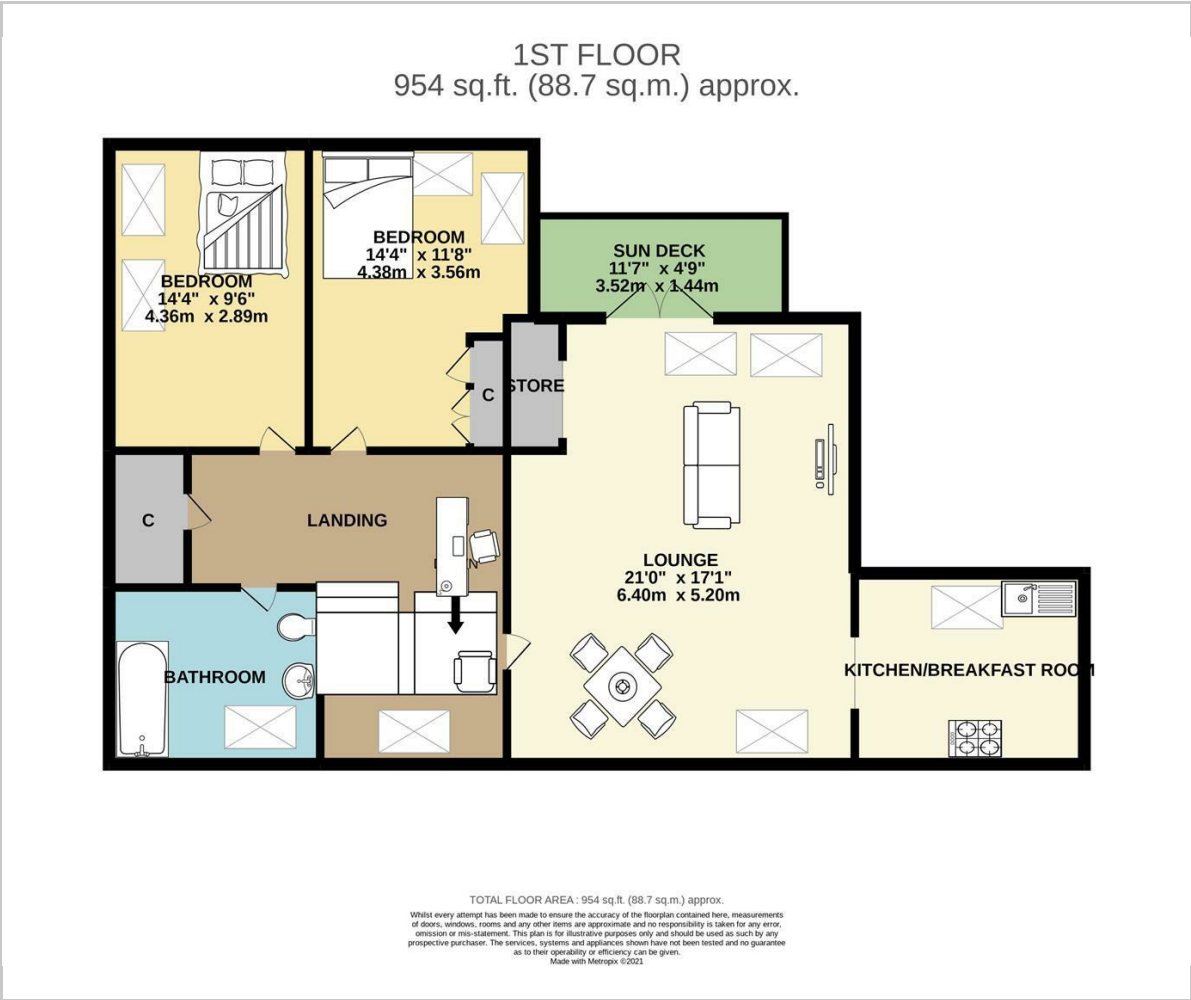 1ST FLOOR
954 sq.ft. (88.7 sq.m.) approx.
BEDROOM
14'4" x 11'8"
4.38m x 3.56m
SUN DECK
11'7" x 4'9"
3.52m x 1.44m
BEDROOM
14'4" x 9'6"
4.36m x 2.89m
C
STORE
C
LANDING
LOUNGE
21'0" x 17'1"
6.40m x 5.20m
BATHROOM
KITCHEN/BREAKFAST ROOM
TOTAL FLOOR AREA : 954 sq.ft. (88.7 sq.m.) approx.
Whilst every attempt has been made to ensure the accuracy of the floorplan contained here, measurements
of doors, windows, rooms and any other items are approximate and no responsibility is taken for any error,
omission or mis-statement. This plan is for illustrative purposes only and should be used as such by any
prospective purchaser. The services, systems and appliances shown have not been tested and no guarantee
as to their operability or efficiency can be given.
Made with Metropix ©2021